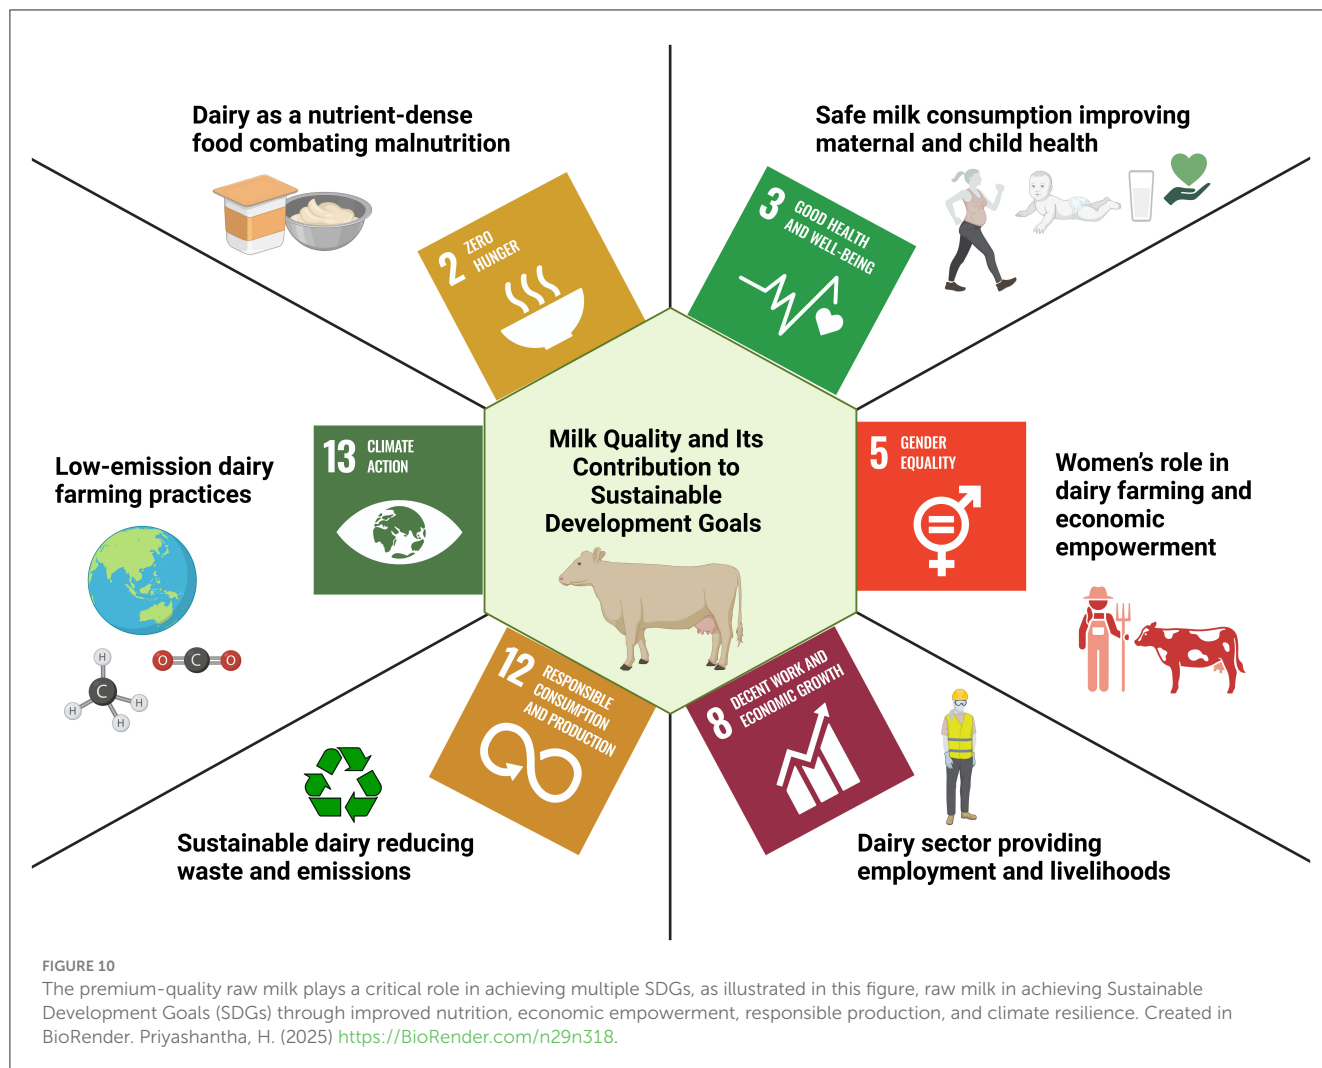 Dairy as a nutrient-dense
food combating malnutrition
Safe milk consumption improving
maternal and child health
2 ZERO
HUNGER
3 GOOD HEALTH
AND WELL-BEING
13 CLIMATE
ACTION
5 GENDER
EQUALITY
Milk Quality and Its
Contribution to
Sustainable
Development Goals
Low-emission dairy
farming practices
Women's role in
dairy farming and
economic
empowerment
H
O C O
C
H
H
H
12 RESPONSIBLE
CONSUMPTION
AND PRODUCTION
8 DECENT WORK AND
ECONOMIC GROWTH
Sustainable dairy reducing
waste and emissions
Dairy sector providing
employment and livelihoods
FIGURE 10
The premium-quality raw milk plays a critical role in achieving multiple SDGs, as illustrated in this figure, raw milk in achieving Sustainable
Development Goals (SDGs) through improved nutrition, economic empowerment, responsible production, and climate resilience. Created in
BioRender. Priyashantha, H. (2025) https://BioRender.com/n29n318.